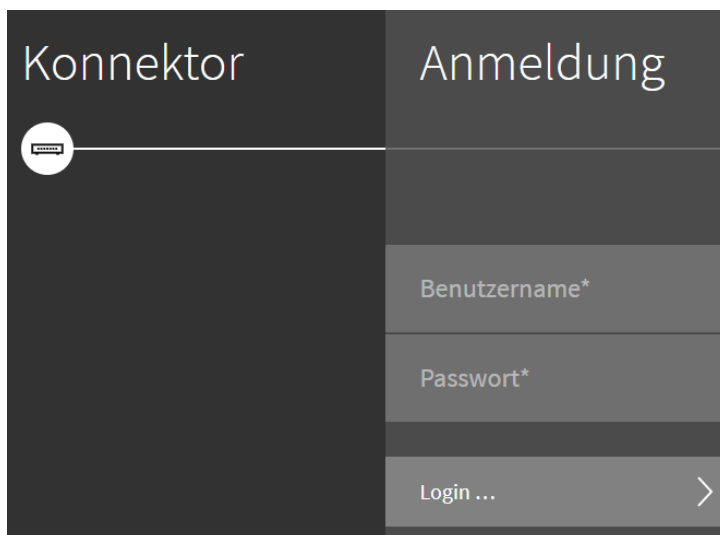 Konnektor
Anmeldung
Benutzername*
Passwort*
Login ...